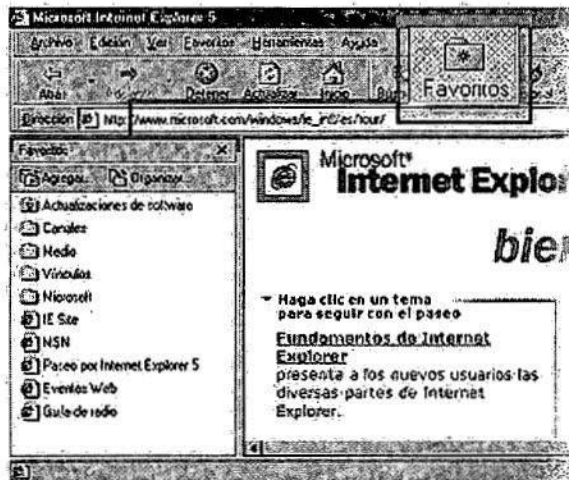 Microsoft Internet Explorer 5
Archivo Edición Ver Favoritos Herramientas Ayuda
Atrás Detener Actualizar Inicio
Favoritos
Dirección http://www.microsoft.com/windows/ie_intl/es/tour/
Favoritos ×
Agregar... Organizar...
Actualizaciones de software
Canales
Media
Vínculos
Microsoft
IE Site
MSN
Paseo por Internet Explorer 5
Eventos Web
Guía de radio
Microsoft®
Internet Explor
bien
Haga clic en un tema
para seguir con el paseo
Fundamentos de Internet
Explorer
presenta a los nuevos usuarios las
diversas partes de Internet
Explorer.